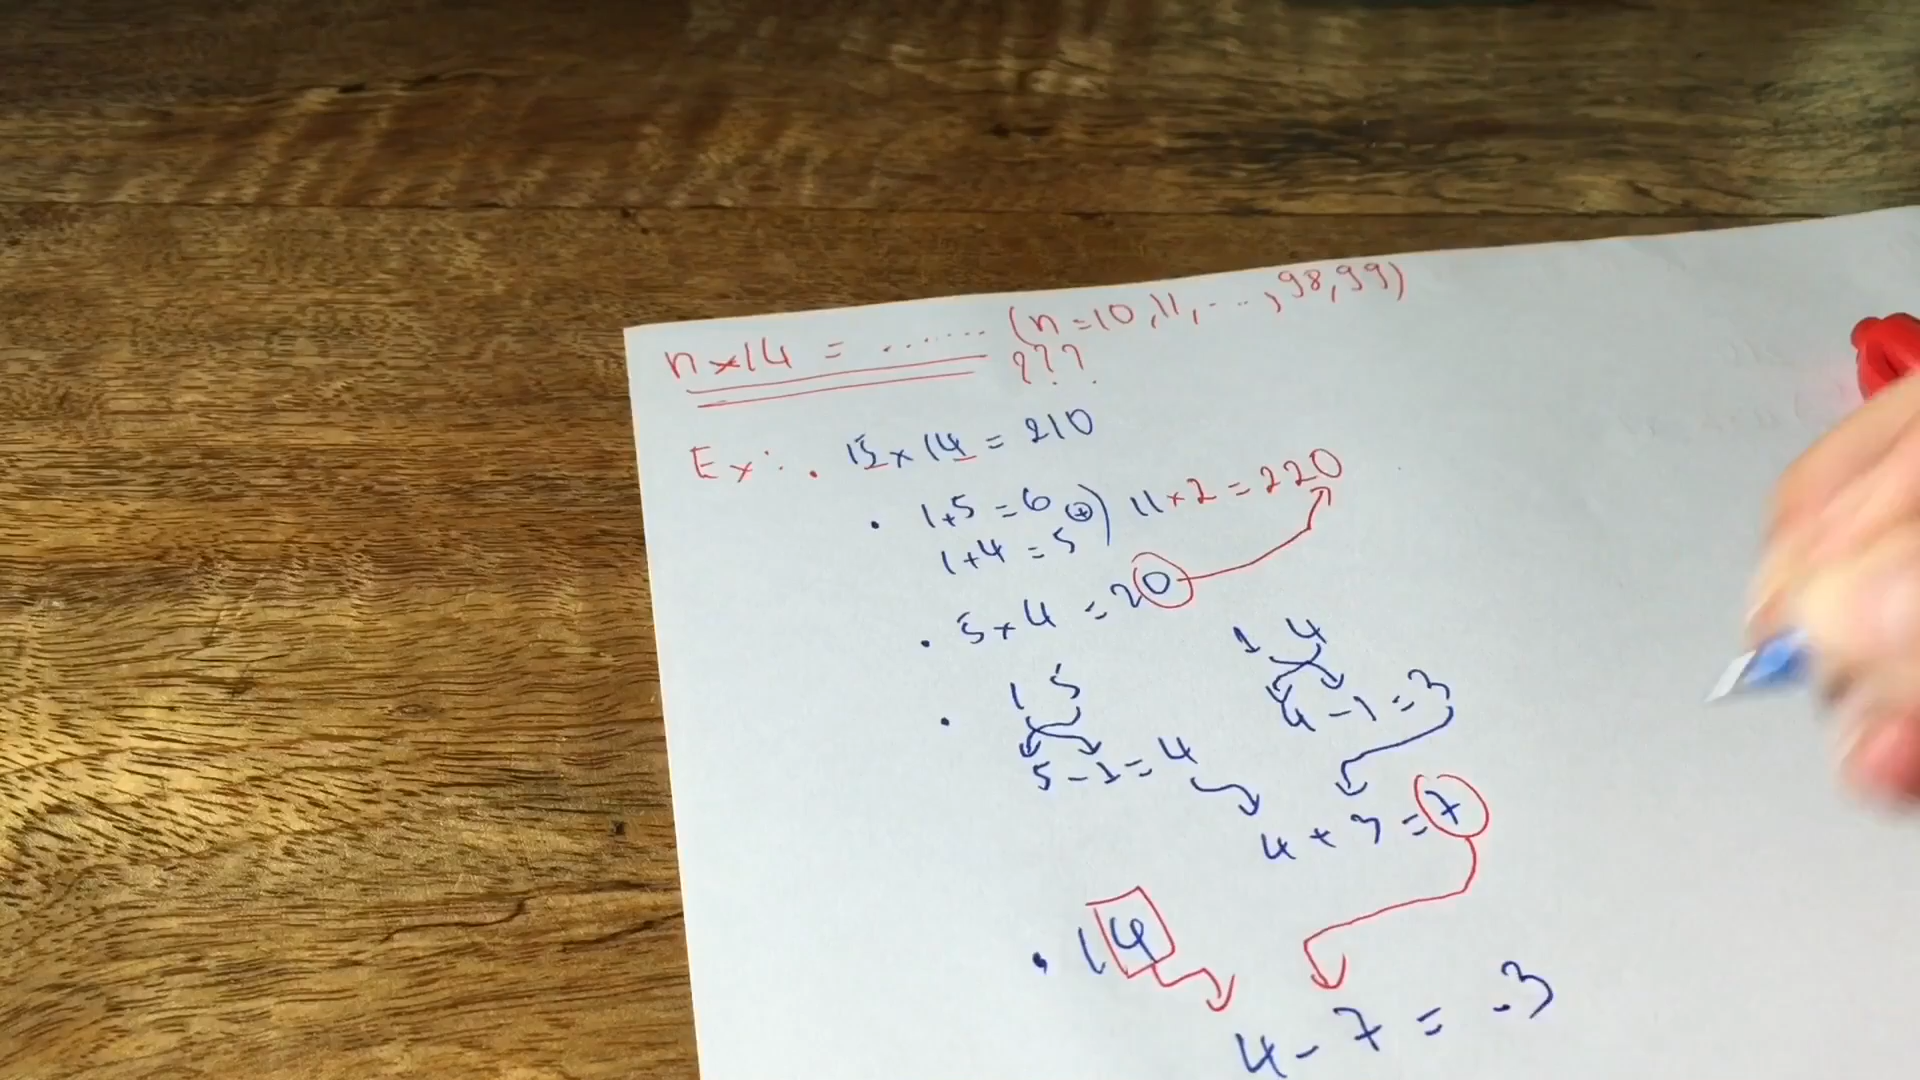 n×14 = ....... (n=10,11,...,98,99)
???
Ex: . 15×14 = 210
. 1+5=6 (+)) 11×2=220
1+4=5
. 5×4=20
. 1 5 1 4
5-1=4 4-1=3
4+3=7
. 14
4-7=-3